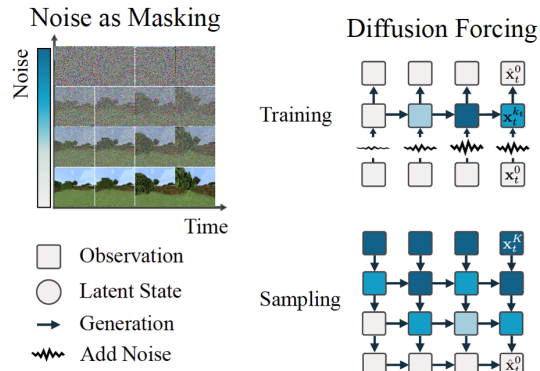 Noise as Masking
Noise
Time
Observation
Latent State
Generation
Add Noise
Diffusion Forcing
Training
x̂_t^0
x_t^{k_t}
x_t^0
Sampling
x_t^K
x̂_t^0